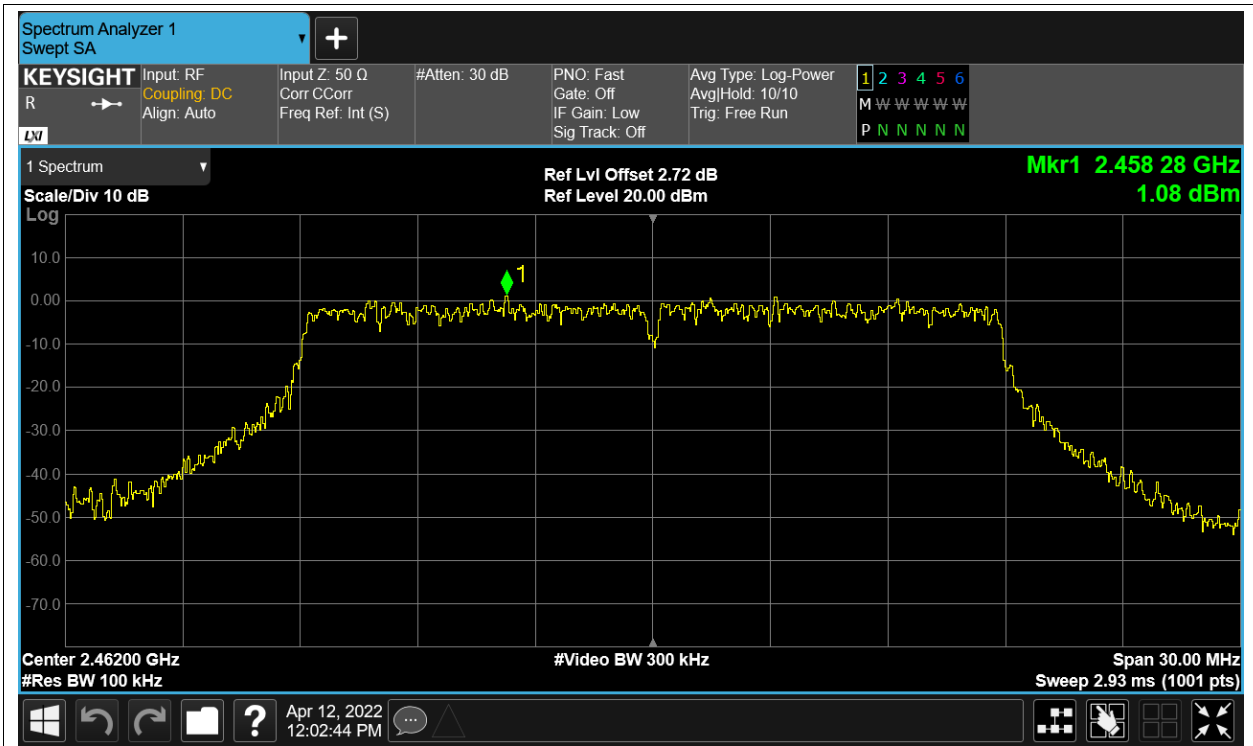 Spectrum Analyzer 1
Swept SA
KEYSIGHT
R
LXI
Input: RF
Coupling: DC
Align: Auto
Input Z: 50 Ω
Corr CCorr
Freq Ref: Int (S)
#Atten: 30 dB
PNO: Fast
Gate: Off
IF Gain: Low
Sig Track: Off
Avg Type: Log-Power
Avg|Hold: 10/10
Trig: Free Run
1 2 3 4 5 6
M W W W W W
P N N N N N
1 Spectrum
Scale/Div 10 dB
Log
Ref Lvl Offset 2.72 dB
Ref Level 20.00 dBm
Mkr1 2.458 28 GHz
1.08 dBm
1
10.0
0.00
-10.0
-20.0
-30.0
-40.0
-50.0
-60.0
-70.0
Center 2.46200 GHz
#Video BW 300 kHz
Span 30.00 MHz
#Res BW 100 kHz
Sweep 2.93 ms (1001 pts)
?
Apr 12, 2022
12:02:44 PM